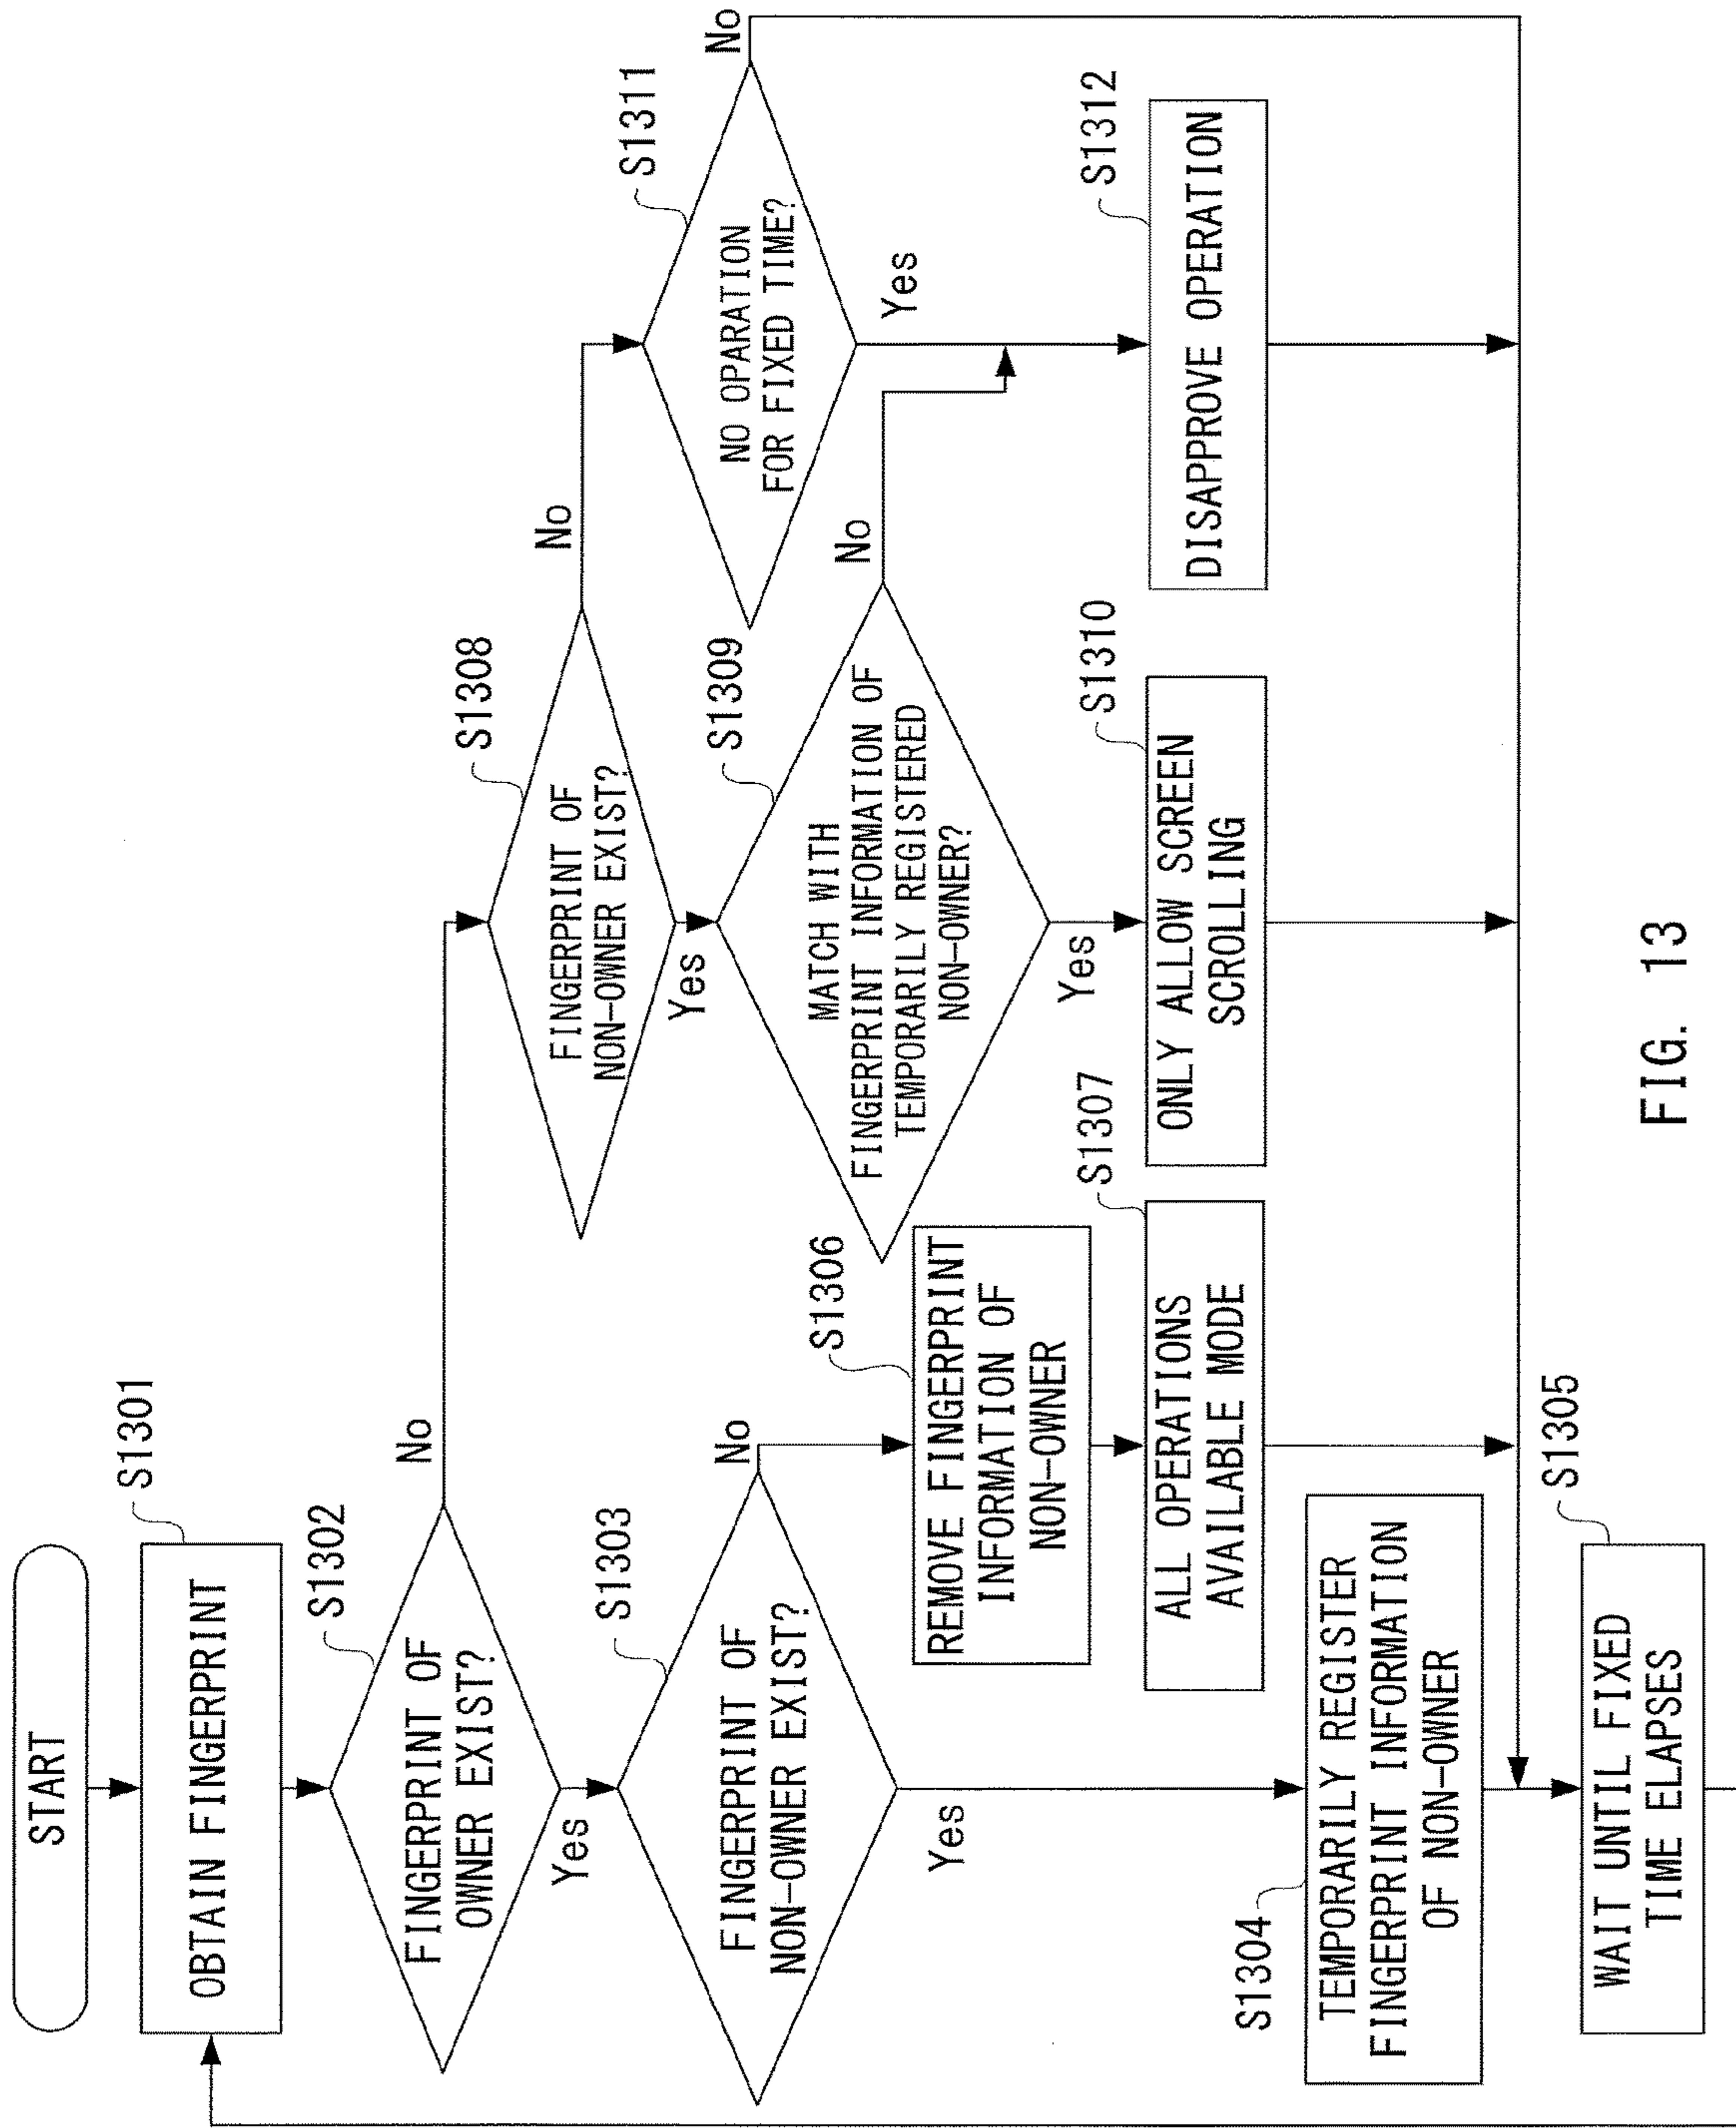 START
S1301
OBTAIN FINGERPRINT
S1302
FINGERPRINT OF
OWNER EXIST?
No
Yes
S1303
FINGERPRINT OF
NON-OWNER EXIST?
No
Yes
S1304
TEMPORARILY REGISTER
FINGERPRINT INFORMATION
OF NON-OWNER
S1305
WAIT UNTIL FIXED
TIME ELAPSES
S1306
REMOVE FINGERPRINT
INFORMATION OF
NON-OWNER
S1307
ALL OPERATIONS
AVAILABLE MODE
S1308
FINGERPRINT OF
NON-OWNER EXIST?
No
Yes
S1309
MATCH WITH
FINGERPRINT INFORMATION OF
TEMPORARILY REGISTERED
NON-OWNER?
No
Yes
S1310
ONLY ALLOW SCREEN
SCROLLING
S1311
NO OPARATION
FOR FIXED TIME?
No
Yes
S1312
DISAPPROVE OPERATION
FIG. 13